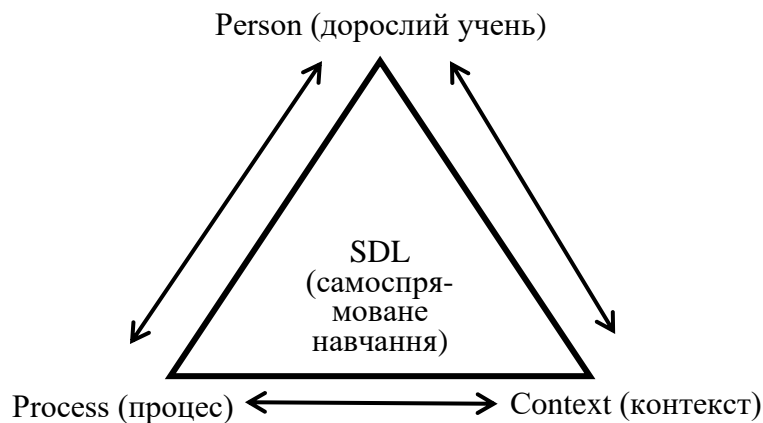 Person (дорослий учень)
SDL
(самоспря-
моване
навчання)
Process (процес)
Context (контекст)